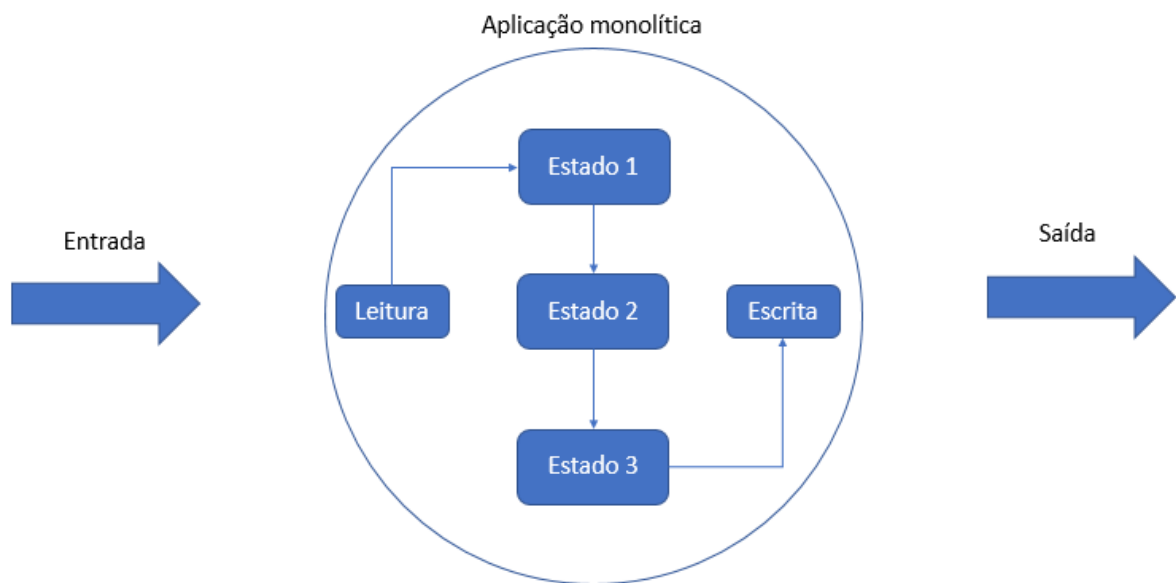 Aplicação monolítica
Estado 1
Entrada
Saída
Leitura
Estado 2
Escrita
Estado 3